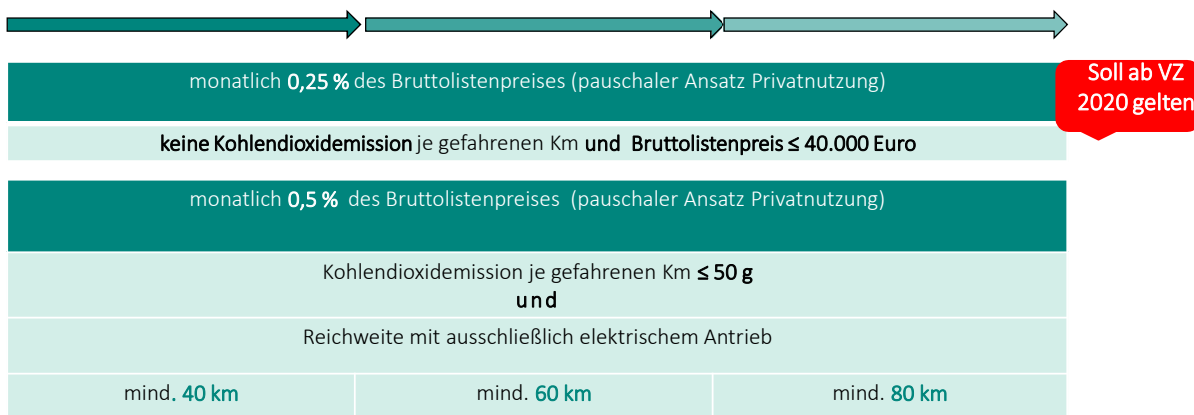 monatlich 0,25 % des Bruttolistenpreises (pauschaler Ansatz Privatnutzung)
Soll ab VZ
2020 gelten
keine Kohlendioxidemission je gefahrenen Km und Bruttolistenpreis ≤ 40.000 Euro
monatlich 0,5 % des Bruttolistenpreises (pauschaler Ansatz Privatnutzung)
Kohlendioxidemission je gefahrenen Km ≤ 50 g
und
Reichweite mit ausschließlich elektrischem Antrieb
mind. 40 km
mind. 60 km
mind. 80 km